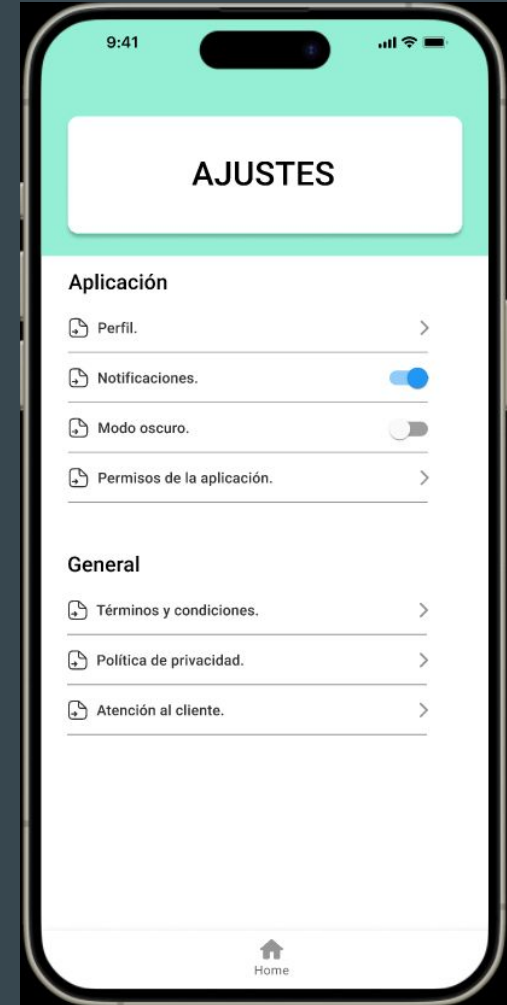 9:41
AJUSTES
Aplicación
Perfil.
Notificaciones.
Modo oscuro.
Permisos de la aplicación.
General
Términos y condiciones.
Política de privacidad.
Atención al cliente.
Home